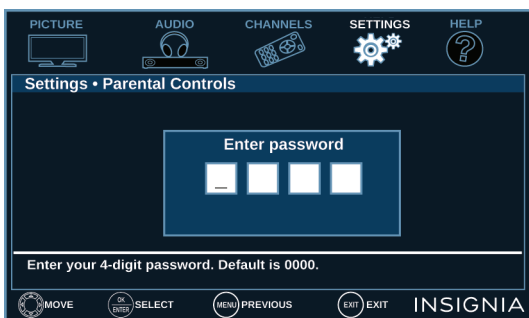 PICTURE AUDIO CHANNELS SETTINGS HELP
?
Settings • Parental Controls
Enter password
_
Enter your 4-digit password. Default is 0000.
MOVE OK ENTER SELECT MENU PREVIOUS EXIT EXIT INSIGNIA